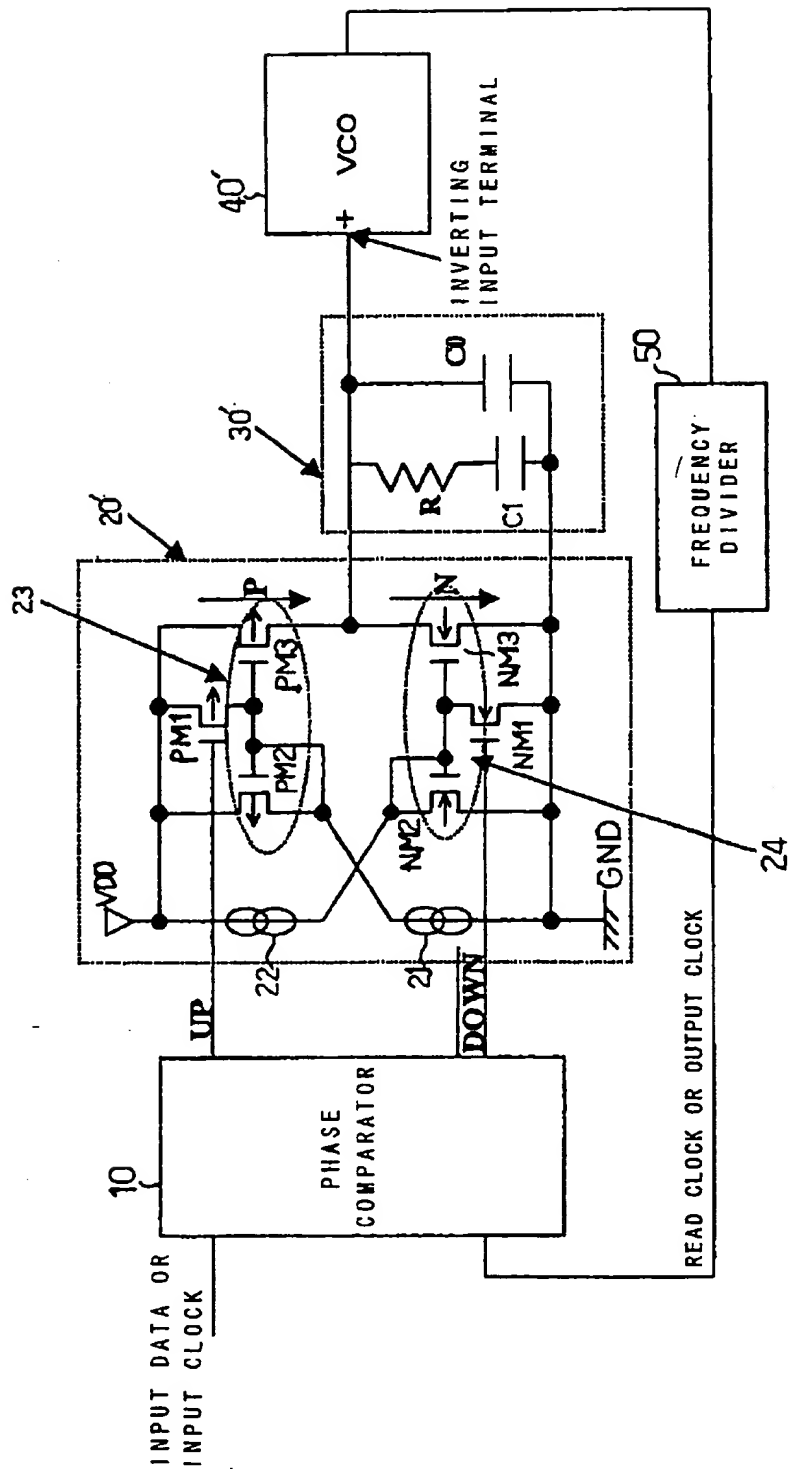 INPUT DATA OR
INPUT CLOCK
10
PHASE
COMPARATOR
UP
DOWN
READ CLOCK OR OUTPUT CLOCK
20'
VDD
22
21
GND
PM1
PM2
PM3
P
23
NM2
NM1
NM3
N
24
30'
R
C1
C0
INVERTING
INPUT TERMINAL
40'
+
VCO
50
FREQUENCY
DIVIDER